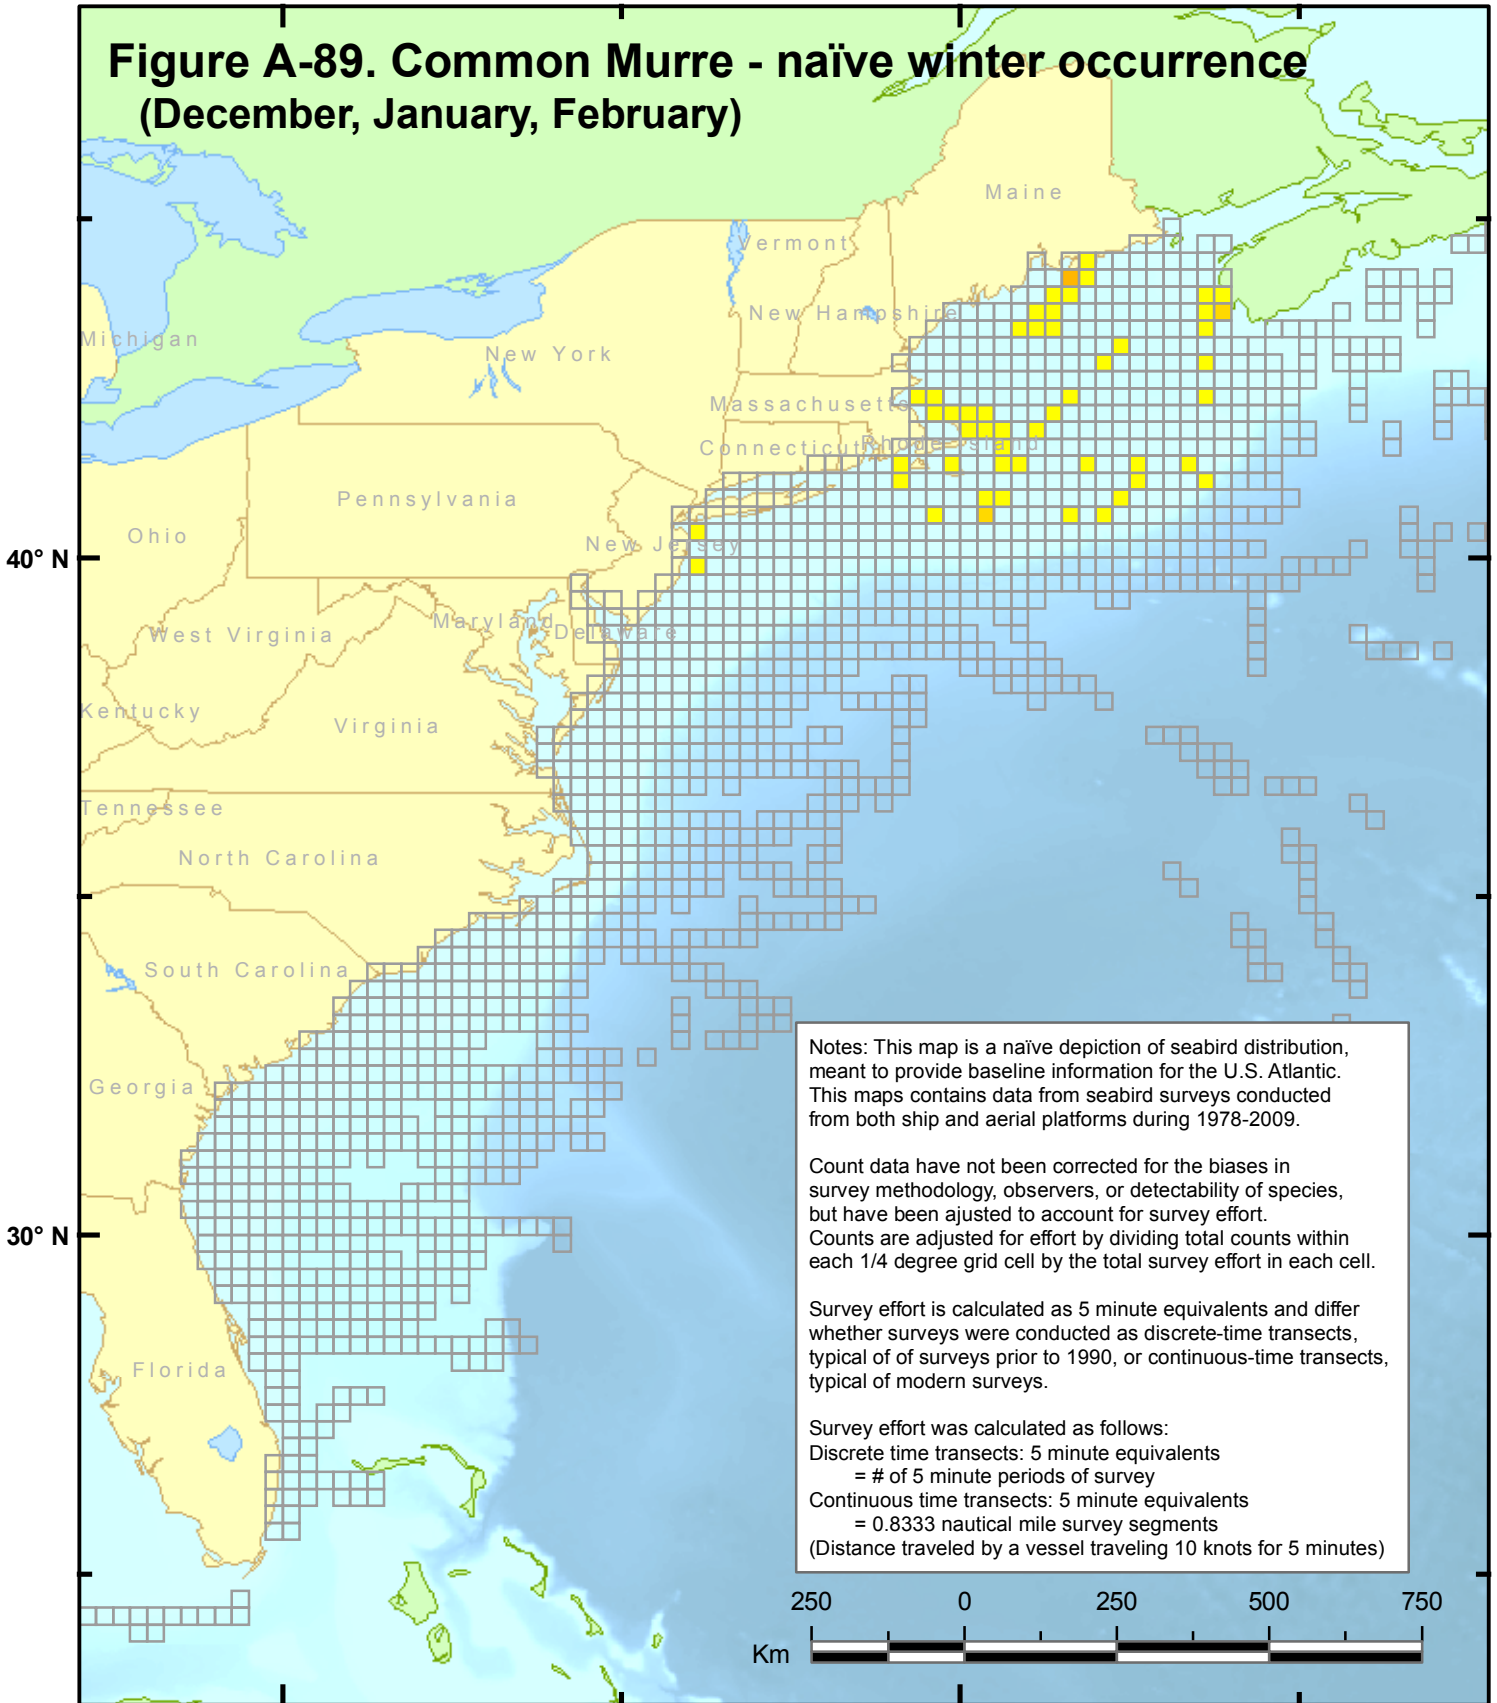 Figure A-89. Common Murre - naïve winter occurrence
(December, January, February)
Maine
Vermont
New Hampshire
Michigan
New York
Massachusetts
Connecticut
Rhode Island
Pennsylvania
Ohio
New Jersey
40° N
West Virginia
Maryland
Delaware
Kentucky
Virginia
Tennessee
North Carolina
South Carolina
Georgia
30° N
Florida
Notes: This map is a naïve depiction of seabird distribution,
meant to provide baseline information for the U.S. Atlantic.
This maps contains data from seabird surveys conducted
from both ship and aerial platforms during 1978-2009.
Count data have not been corrected for the biases in
survey methodology, observers, or detectability of species,
but have been ajusted to account for survey effort.
Counts are adjusted for effort by dividing total counts within
each 1/4 degree grid cell by the total survey effort in each cell.
Survey effort is calculated as 5 minute equivalents and differ
whether surveys were conducted as discrete-time transects,
typical of of surveys prior to 1990, or continuous-time transects,
typical of modern surveys.
Survey effort was calculated as follows:
Discrete time transects: 5 minute equivalents
= # of 5 minute periods of survey
Continuous time transects: 5 minute equivalents
= 0.8333 nautical mile survey segments
(Distance traveled by a vessel traveling 10 knots for 5 minutes)
250 0 250 500 750
Km